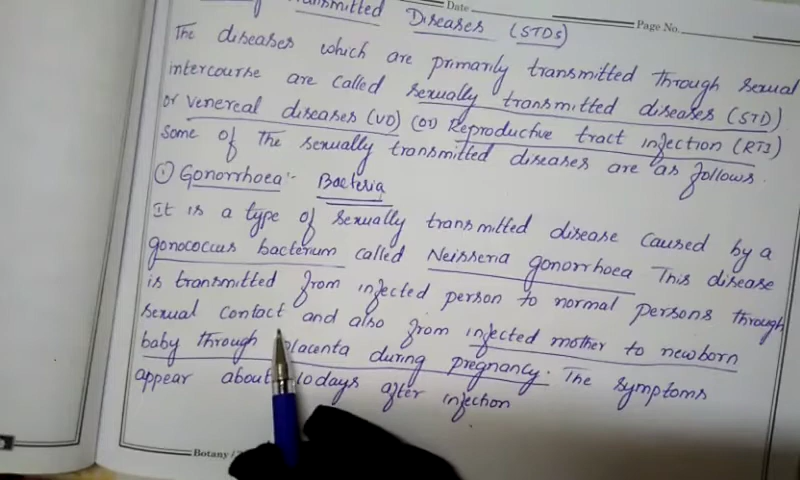 Date
Page No.
Transmitted Diseases (STDs)
The diseases which are primarily transmitted through sexual
intercourse are called sexually transmitted diseases (STD)
or venereal diseases (VD) (or) Reproductive tract infection (RTI
Some of the sexually transmitted diseases are as follows.
① Gonorrhoea:- Bacteria
It is a type of sexually transmitted disease caused by a
gonococcus bacterium called Neisseria gonorrhoea This disease
is transmitted from infected person to normal persons through
sexual contact and also from infected mother to newborn
baby through placenta during pregnancy. The symptoms
appear about 10days after infection
Botany /